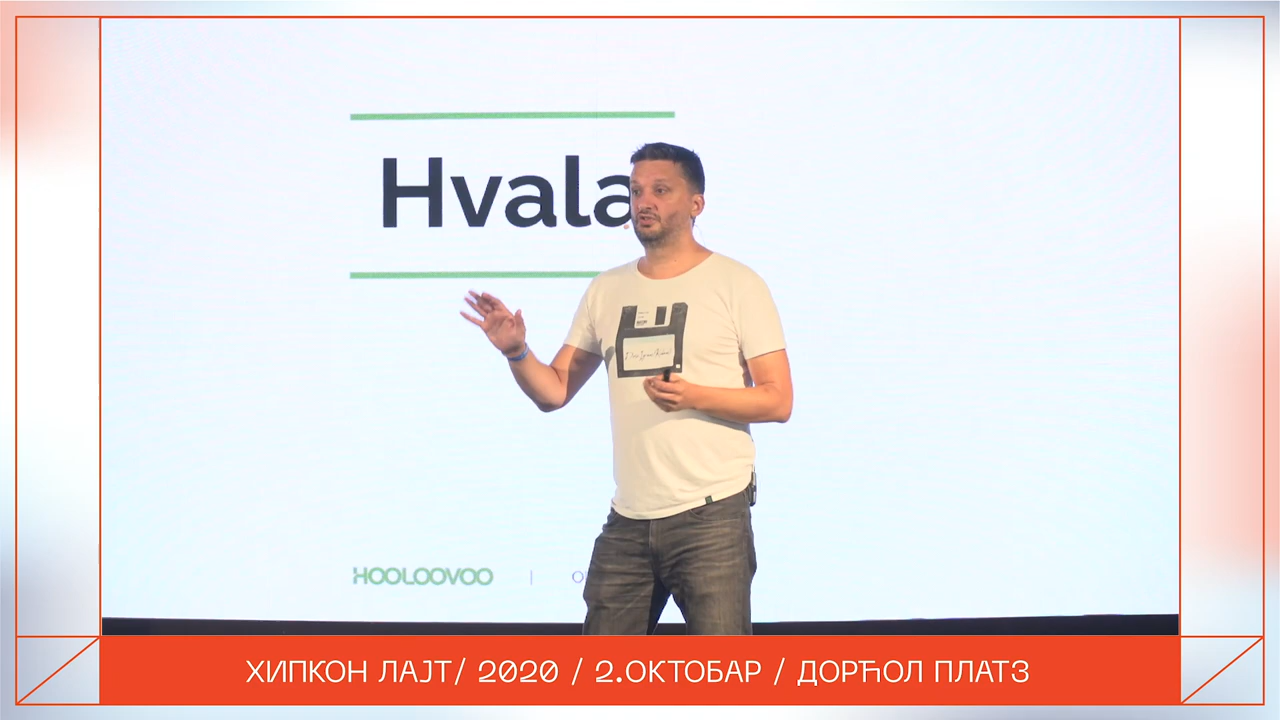 Hvala
HOOLOOVOO |
ХИПКОН ЛАЈТ/ 2020 / 2.ОКТОБАР / ДОРЋОЛ ПЛАТЗ